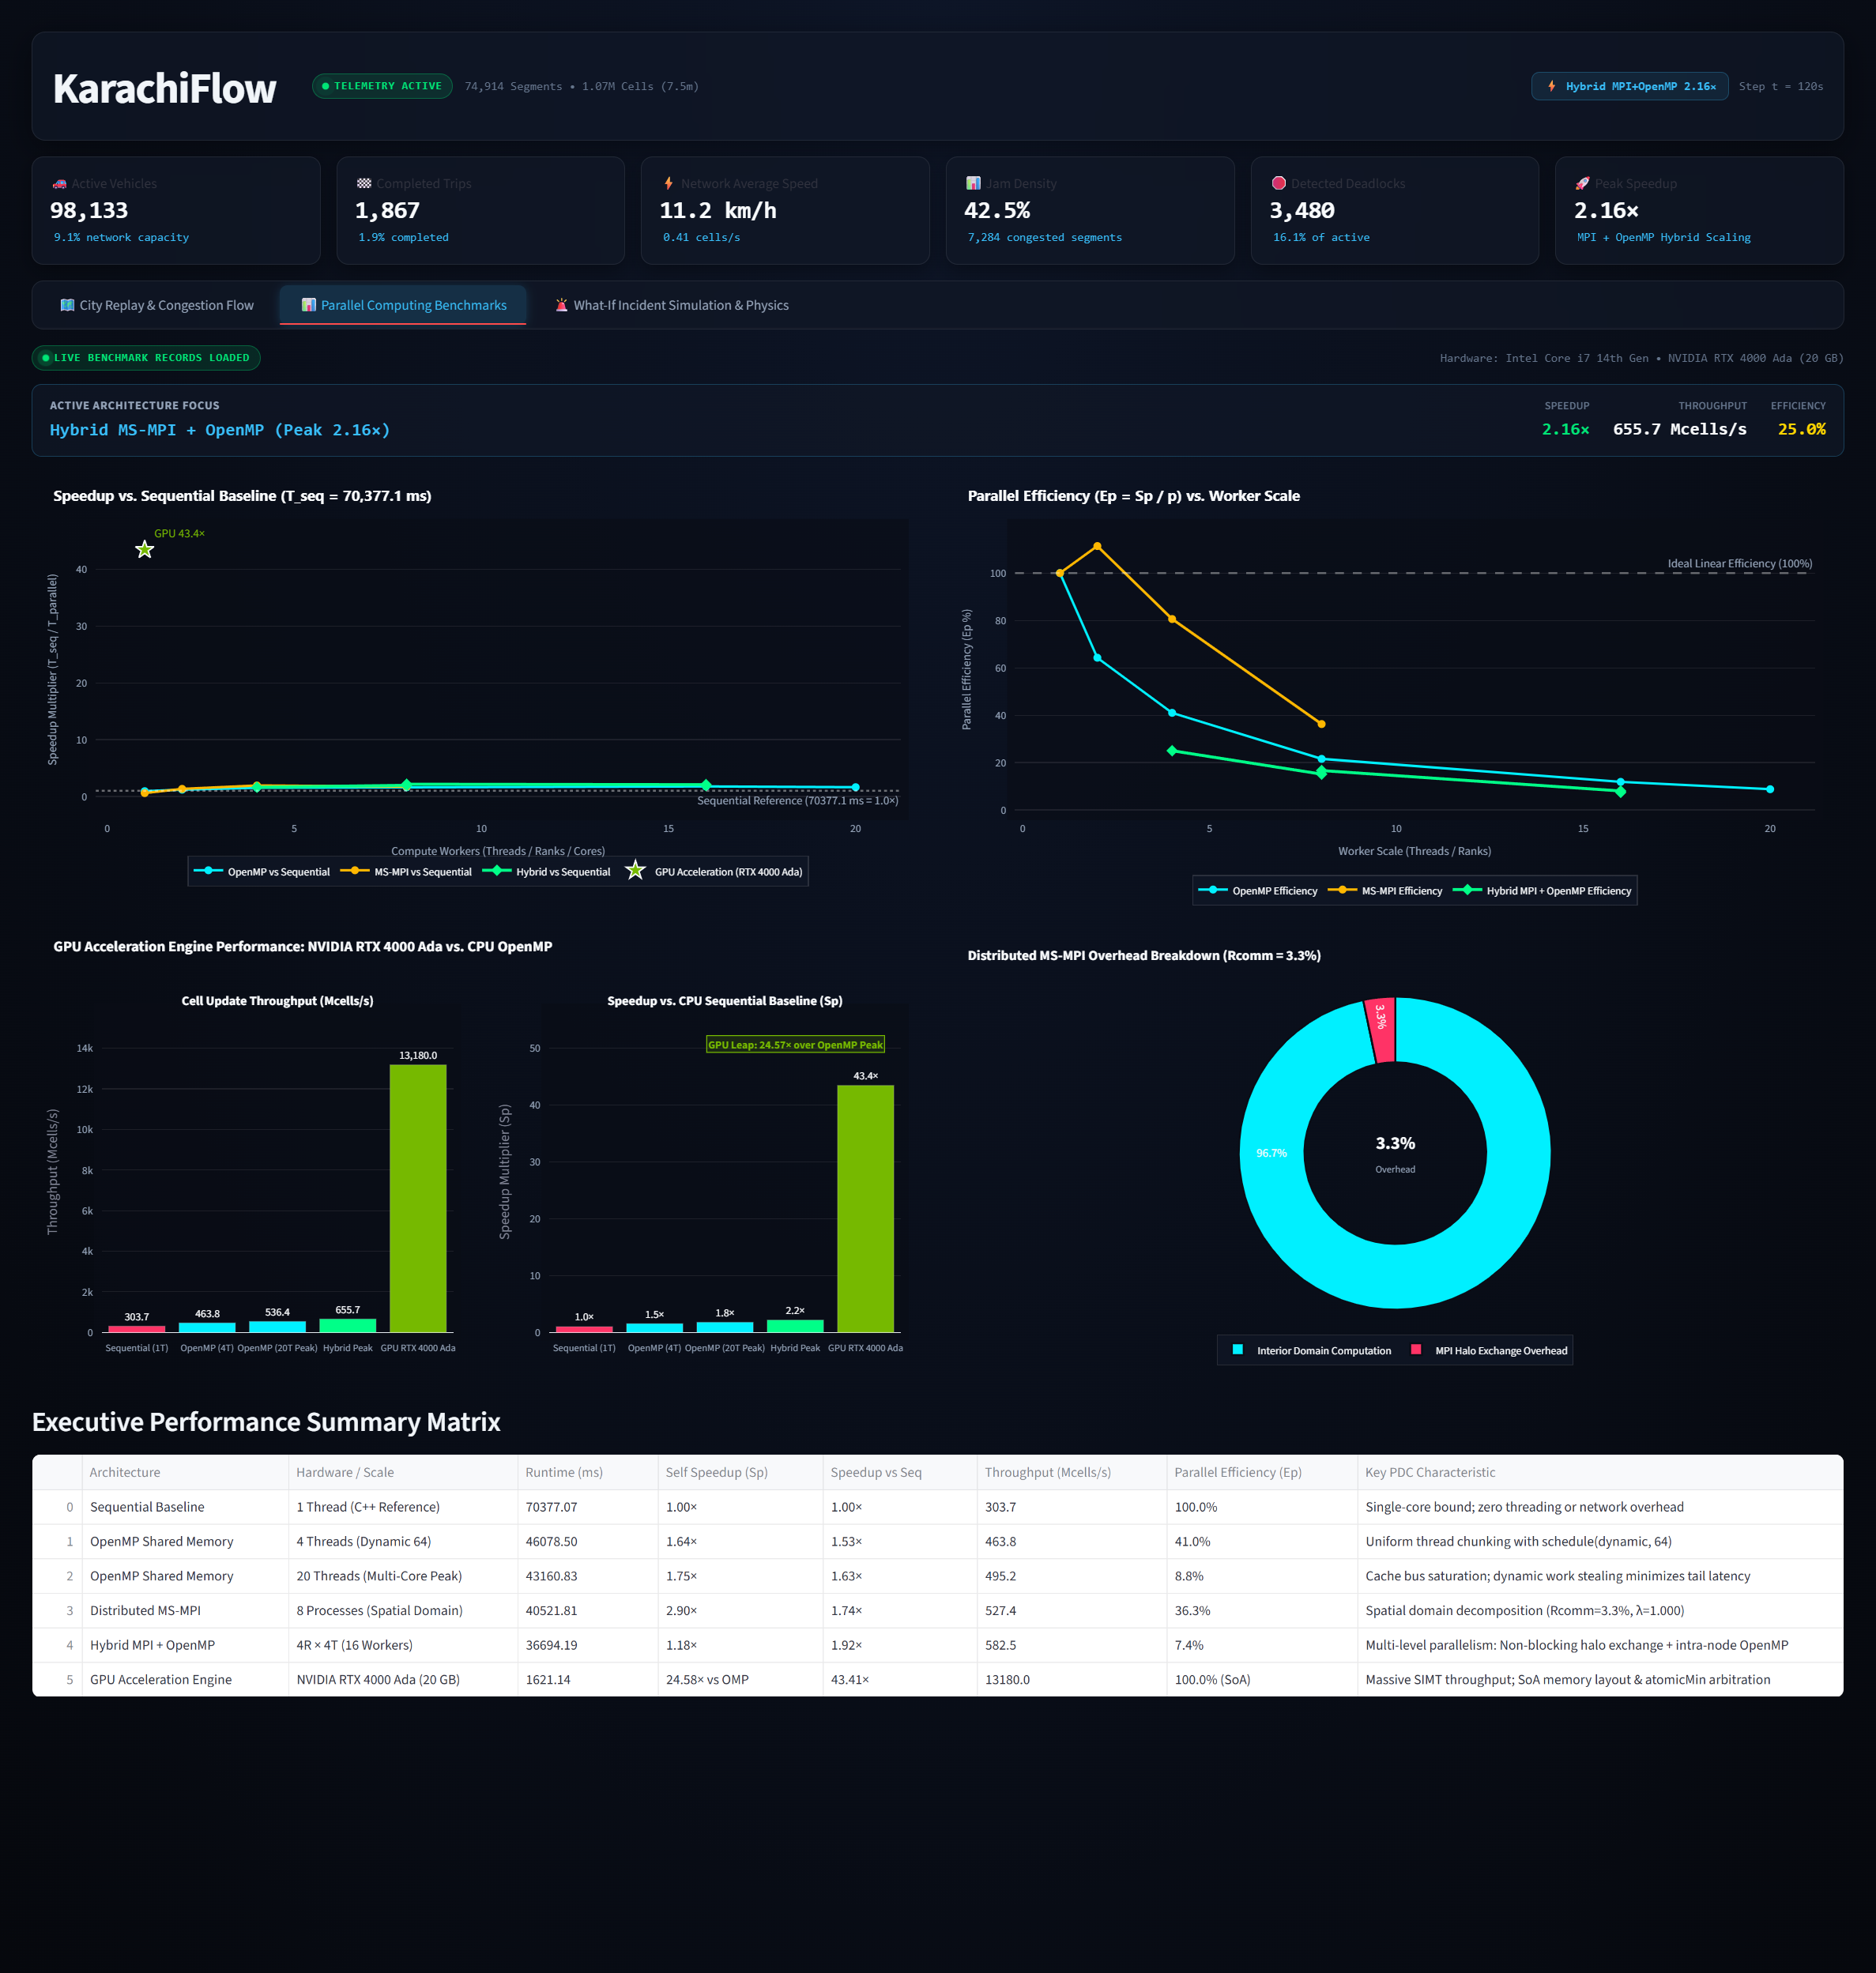 KarachiFlow
TELEMETRY ACTIVE
74,914 Segments • 1.07M Cells (7.5m)
Hybrid MPI+OpenMP 2.16×
Step t = 120s
Active Vehicles
98,133
9.1% network capacity
Completed Trips
1,867
1.9% completed
Network Average Speed
11.2 km/h
0.41 cells/s
Jam Density
42.5%
7,284 congested segments
Detected Deadlocks
3,480
16.1% of active
Peak Speedup
2.16×
MPI + OpenMP Hybrid Scaling
City Replay & Congestion Flow
Parallel Computing Benchmarks
What-If Incident Simulation & Physics
LIVE BENCHMARK RECORDS LOADED
Hardware: Intel Core i7 14th Gen • NVIDIA RTX 4000 Ada (20 GB)
ACTIVE ARCHITECTURE FOCUS
Hybrid MS-MPI + OpenMP (Peak 2.16×)
SPEEDUP
2.16×
THROUGHPUT
655.7 Mcells/s
EFFICIENCY
25.0%
Speedup vs. Sequential Baseline (T_seq = 70,377.1 ms)
GPU 43.4×
Speedup Multiplier (T_seq / T_parallel)
40
30
20
10
0
Sequential Reference (70377.1 ms = 1.0×)
0 5 10 15 20
Compute Workers (Threads / Ranks / Cores)
OpenMP vs Sequential
MS-MPI vs Sequential
Hybrid vs Sequential
GPU Acceleration (RTX 4000 Ada)
Parallel Efficiency (Ep = Sp / p) vs. Worker Scale
Ideal Linear Efficiency (100%)
Parallel Efficiency (Ep %)
100
80
60
40
20
0
0 5 10 15 20
Worker Scale (Threads / Ranks)
OpenMP Efficiency
MS-MPI Efficiency
Hybrid MPI + OpenMP Efficiency
GPU Acceleration Engine Performance: NVIDIA RTX 4000 Ada vs. CPU OpenMP
Cell Update Throughput (Mcells/s)
Throughput (Mcells/s)
14k
12k
10k
8k
6k
4k
2k
0
303.7
463.8
536.4
655.7
13,180.0
Sequential (1T)
OpenMP (4T)
OpenMP (20T Peak)
Hybrid Peak
GPU RTX 4000 Ada
Speedup vs. CPU Sequential Baseline (Sp)
GPU Leap: 24.57× over OpenMP Peak
Speedup Multiplier (Sp)
50
40
30
20
10
0
1.0×
1.5×
1.8×
2.2×
43.4×
Sequential (1T)
OpenMP (4T)
OpenMP (20T Peak)
Hybrid Peak
GPU RTX 4000 Ada
Distributed MS-MPI Overhead Breakdown (Rcomm = 3.3%)
3.3%
96.7%
3.3%
Overhead
Interior Domain Computation
MPI Halo Exchange Overhead
Executive Performance Summary Matrix
Architecture Hardware / Scale Runtime (ms) Self Speedup (Sp) Speedup vs Seq Throughput (Mcells/s) Parallel Efficiency (Ep) Key PDC Characteristic
0 Sequential Baseline 1 Thread (C++ Reference) 70377.07 1.00× 1.00× 303.7 100.0% Single-core bound; zero threading or network overhead
1 OpenMP Shared Memory 4 Threads (Dynamic 64) 46078.50 1.64× 1.53× 463.8 41.0% Uniform thread chunking with schedule(dynamic, 64)
2 OpenMP Shared Memory 20 Threads (Multi-Core Peak) 43160.83 1.75× 1.63× 495.2 8.8% Cache bus saturation; dynamic work stealing minimizes tail latency
3 Distributed MS-MPI 8 Processes (Spatial Domain) 40521.81 2.90× 1.74× 527.4 36.3% Spatial domain decomposition (Rcomm=3.3%, λ=1.000)
4 Hybrid MPI + OpenMP 4R × 4T (16 Workers) 36694.19 1.18× 1.92× 582.5 7.4% Multi-level parallelism: Non-blocking halo exchange + intra-node OpenMP
5 GPU Acceleration Engine NVIDIA RTX 4000 Ada (20 GB) 1621.14 24.58× vs OMP 43.41× 13180.0 100.0% (SoA) Massive SIMT throughput; SoA memory layout & atomicMin arbitration